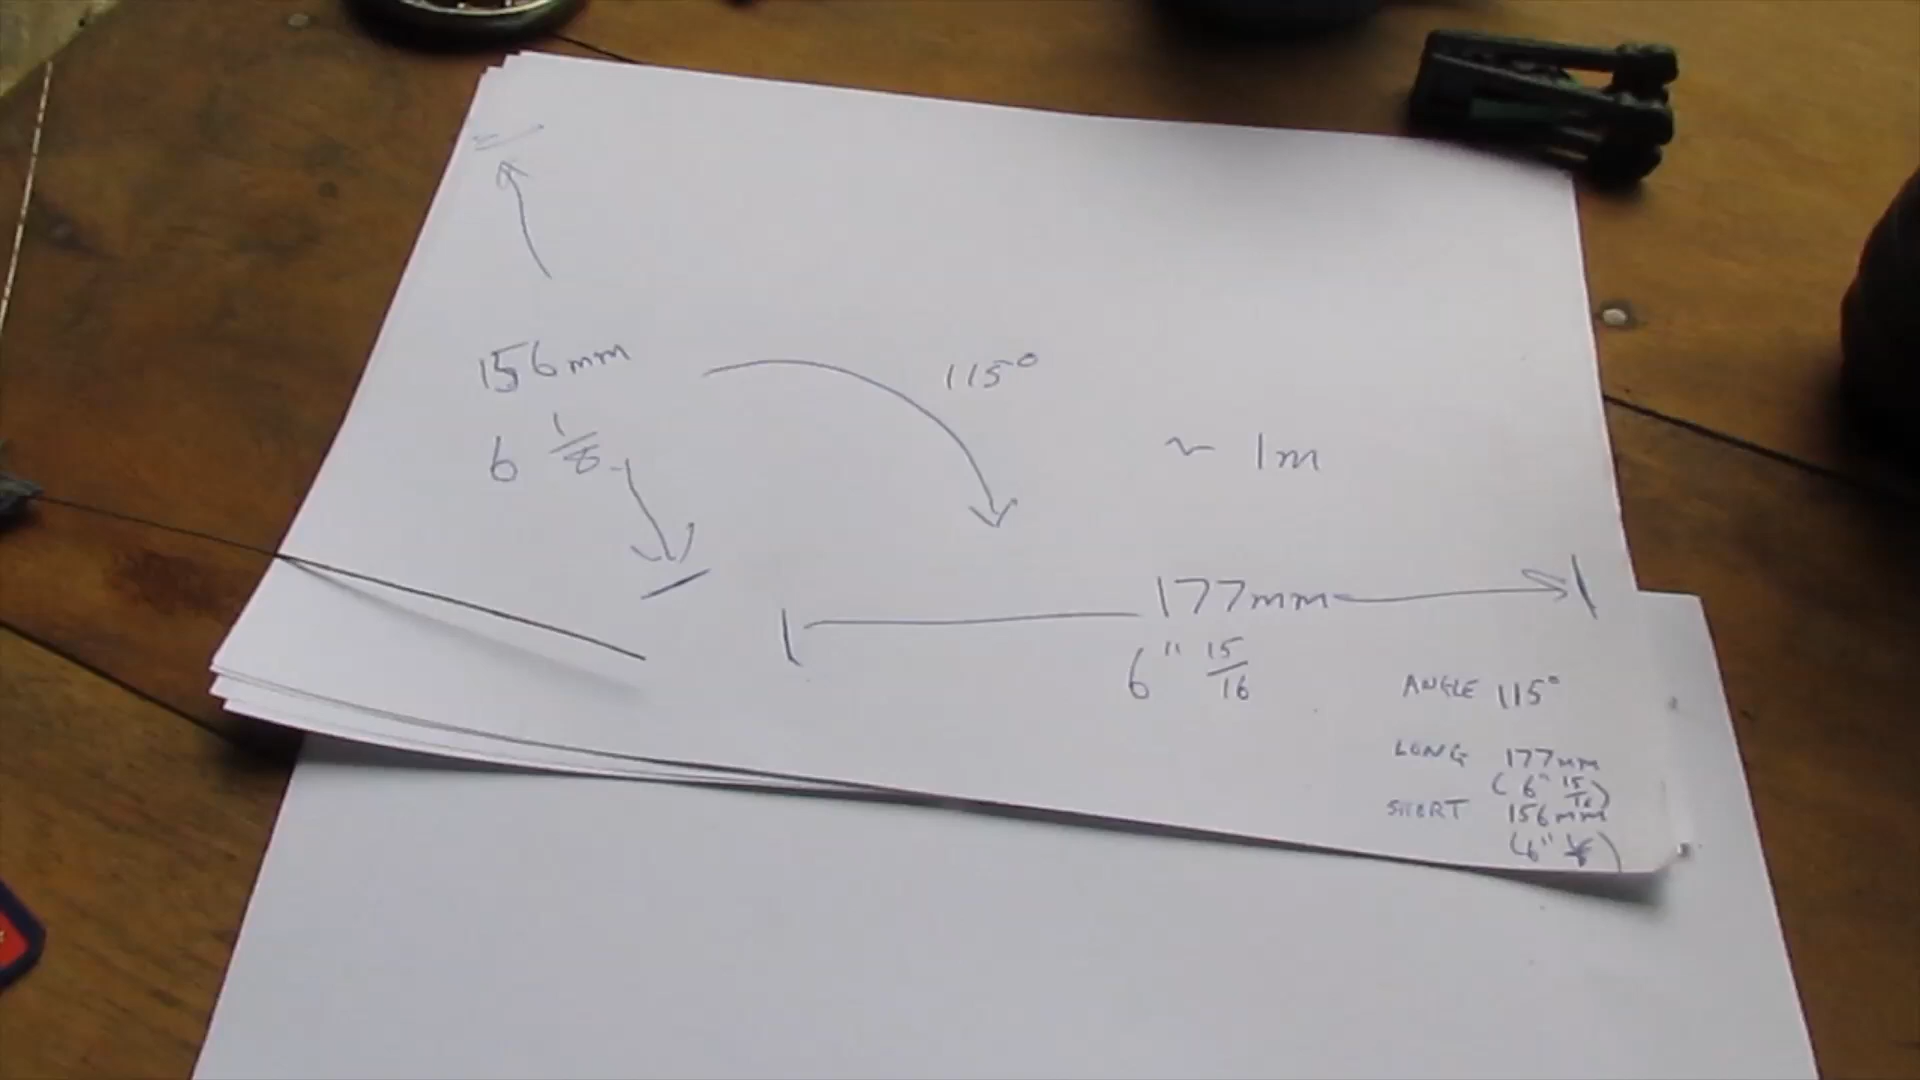 156mm
115°
6 1/8
~ 1m
177mm
6" 15/16
ANGLE 115°
LONG 177mm
(6" 15/16)
SHORT 156mm
(6" 1/8)